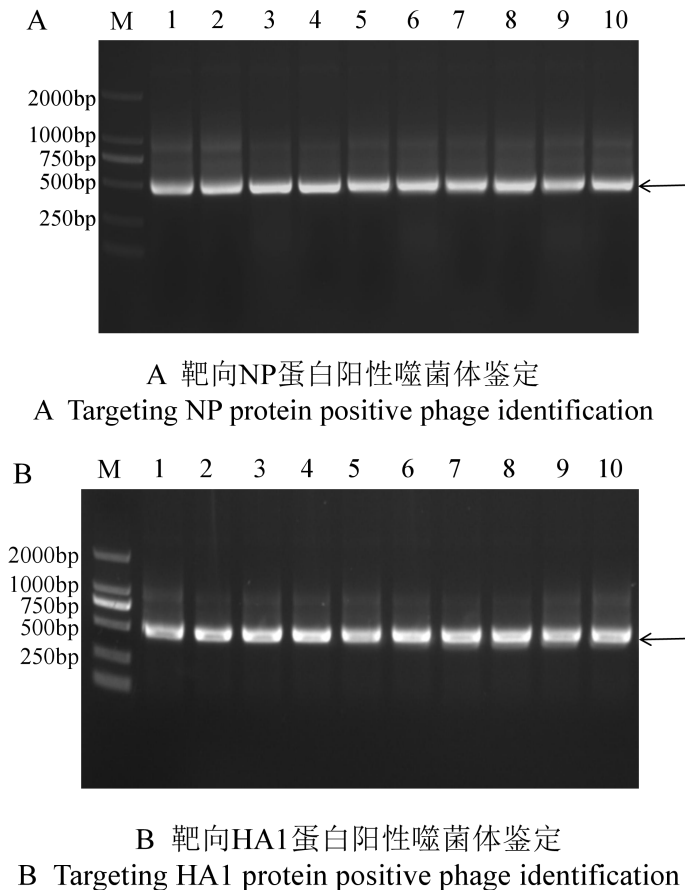 A M 1 2 3 4 5 6 7 8 9 10
2000bp
1000bp
750bp
500bp
250bp
A 靶向NP蛋白阳性噬菌体鉴定
A Targeting NP protein positive phage identification
B M 1 2 3 4 5 6 7 8 9 10
2000bp
1000bp
750bp
500bp
250bp
B 靶向HA1蛋白阳性噬菌体鉴定
B Targeting HA1 protein positive phage identification